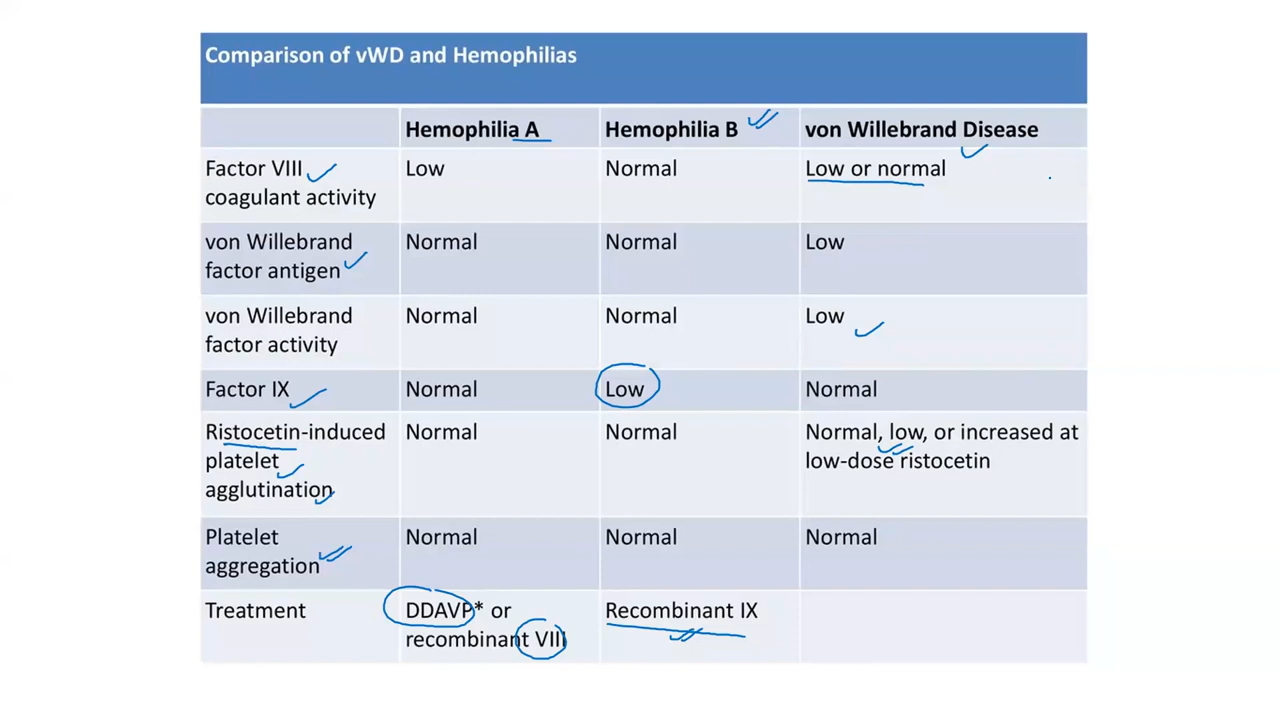 Comparison of vWD and Hemophilias
Hemophilia A Hemophilia B von Willebrand Disease
Factor VIII Low Normal Low or normal
coagulant activity
von Willebrand Normal Normal Low
factor antigen
von Willebrand Normal Normal Low
factor activity
Factor IX Normal Low Normal
Ristocetin-induced Normal Normal Normal, low, or increased at
platelet low-dose ristocetin
agglutination
Platelet Normal Normal Normal
aggregation
Treatment DDAVP* or Recombinant IX
recombinant VIII